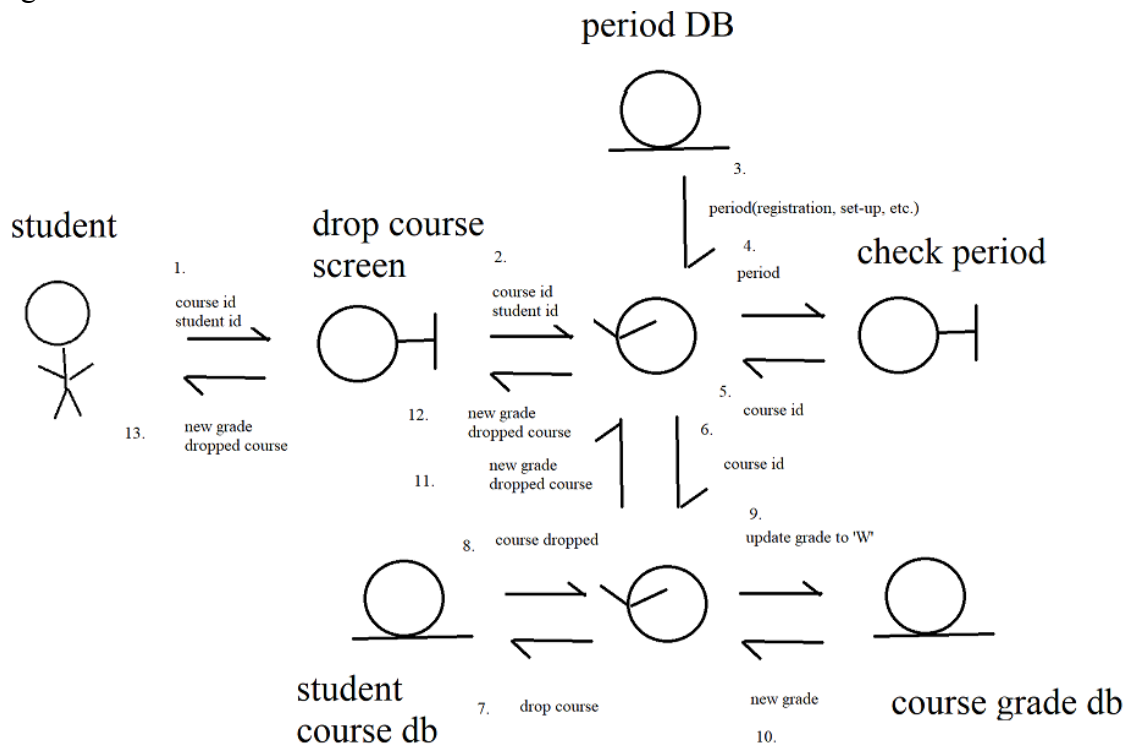 period DB
3.
period(registration, set-up, etc.)
student
drop course
screen
check period
1.
course id
student id
2.
course id
student id
4.
period
5.
course id
13.
new grade
dropped course
12.
new grade
dropped course
11.
new grade
dropped course
6.
course id
8.
course dropped
9.
update grade to 'W'
student
course db
7.
drop course
new grade
10.
course grade db